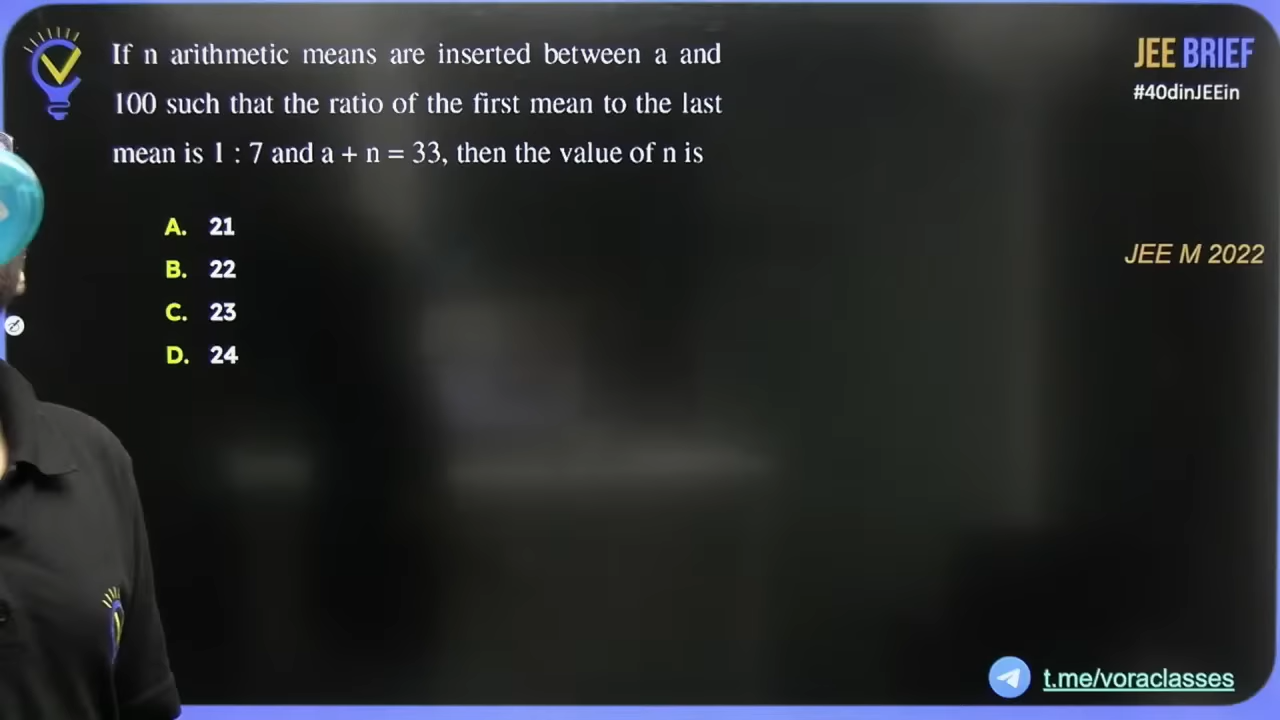 If n arithmetic means are inserted between a and
100 such that the ratio of the first mean to the last
mean is 1 : 7 and a + n = 33, then the value of n is
A. 21
B. 22
C. 23
D. 24
JEE BRIEF
#40dinJEEin
JEE M 2022
t.me/voraclasses